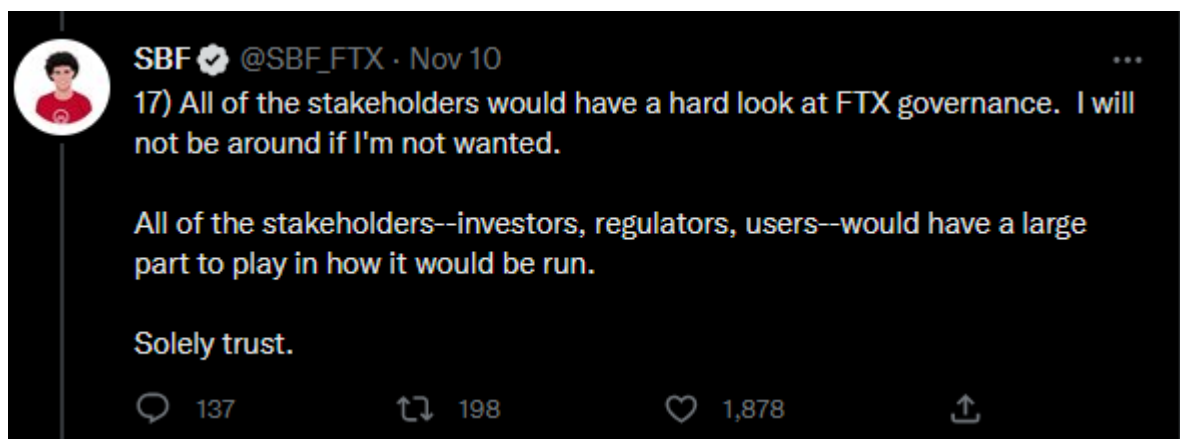 SBF @SBF_FTX · Nov 10
17) All of the stakeholders would have a hard look at FTX governance.  I will
not be around if I'm not wanted.
All of the stakeholders--investors, regulators, users--would have a large
part to play in how it would be run.
Solely trust.
137 198 1,878